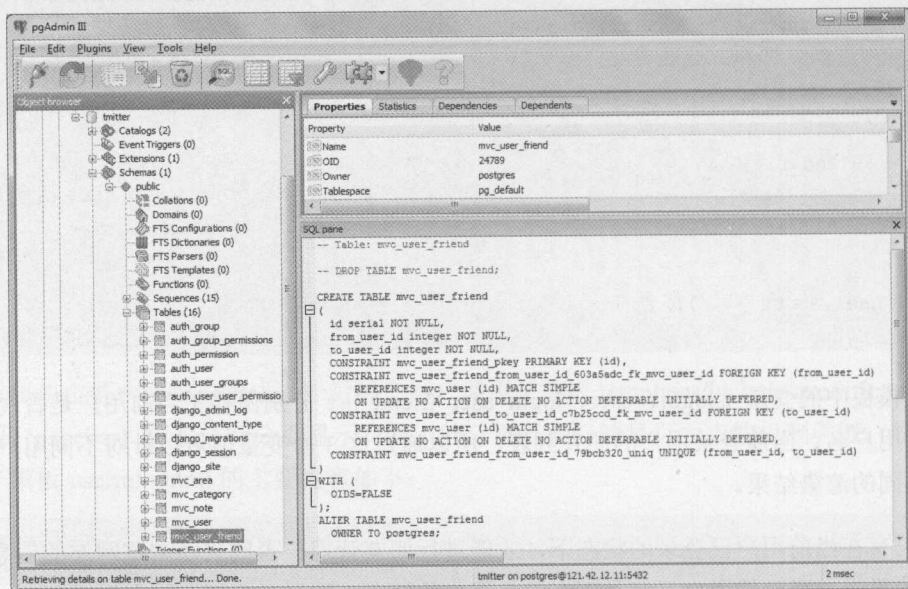 pgAdmin III
File Edit Plugins View Tools Help
SQL
Object browser
tmitter
Catalogs (2)
Event Triggers (0)
Extensions (1)
Schemas (1)
public
Collations (0)
Domains (0)
FTS Configurations (0)
FTS Dictionaries (0)
FTS Parsers (0)
FTS Templates (0)
Functions (0)
Sequences (15)
Tables (16)
auth_group
auth_group_permissions
auth_permission
auth_user
auth_user_groups
auth_user_user_permissio
django_admin_log
django_content_type
django_migrations
django_session
django_site
mvc_area
mvc_category
mvc_note
mvc_user
mvc_user_friend
Trigger Functions (0)
Properties Statistics Dependencies Dependents
Property Value
Name mvc_user_friend
OID 24789
Owner postgres
Tablespace pg_default
SQL pane
-- Table: mvc_user_friend
-- DROP TABLE mvc_user_friend;
CREATE TABLE mvc_user_friend
(
id serial NOT NULL,
from_user_id integer NOT NULL,
to_user_id integer NOT NULL,
CONSTRAINT mvc_user_friend_pkey PRIMARY KEY (id),
CONSTRAINT mvc_user_friend_from_user_id_603a5adc_fk_mvc_user_id FOREIGN KEY (from_user_id)
REFERENCES mvc_user (id) MATCH SIMPLE
ON UPDATE NO ACTION ON DELETE NO ACTION DEFERRABLE INITIALLY DEFERRED,
CONSTRAINT mvc_user_friend_to_user_id_c7b25ccd_fk_mvc_user_id FOREIGN KEY (to_user_id)
REFERENCES mvc_user (id) MATCH SIMPLE
ON UPDATE NO ACTION ON DELETE NO ACTION DEFERRABLE INITIALLY DEFERRED,
CONSTRAINT mvc_user_friend_from_user_id_79bcb320_uniq UNIQUE (from_user_id, to_user_id)
)
WITH (
OIDS=FALSE
);
ALTER TABLE mvc_user_friend
OWNER TO postgres;
Retrieving details on table mvc_user_friend... Done.
tmitter on postgres@121.42.12.11:5432
2 msec